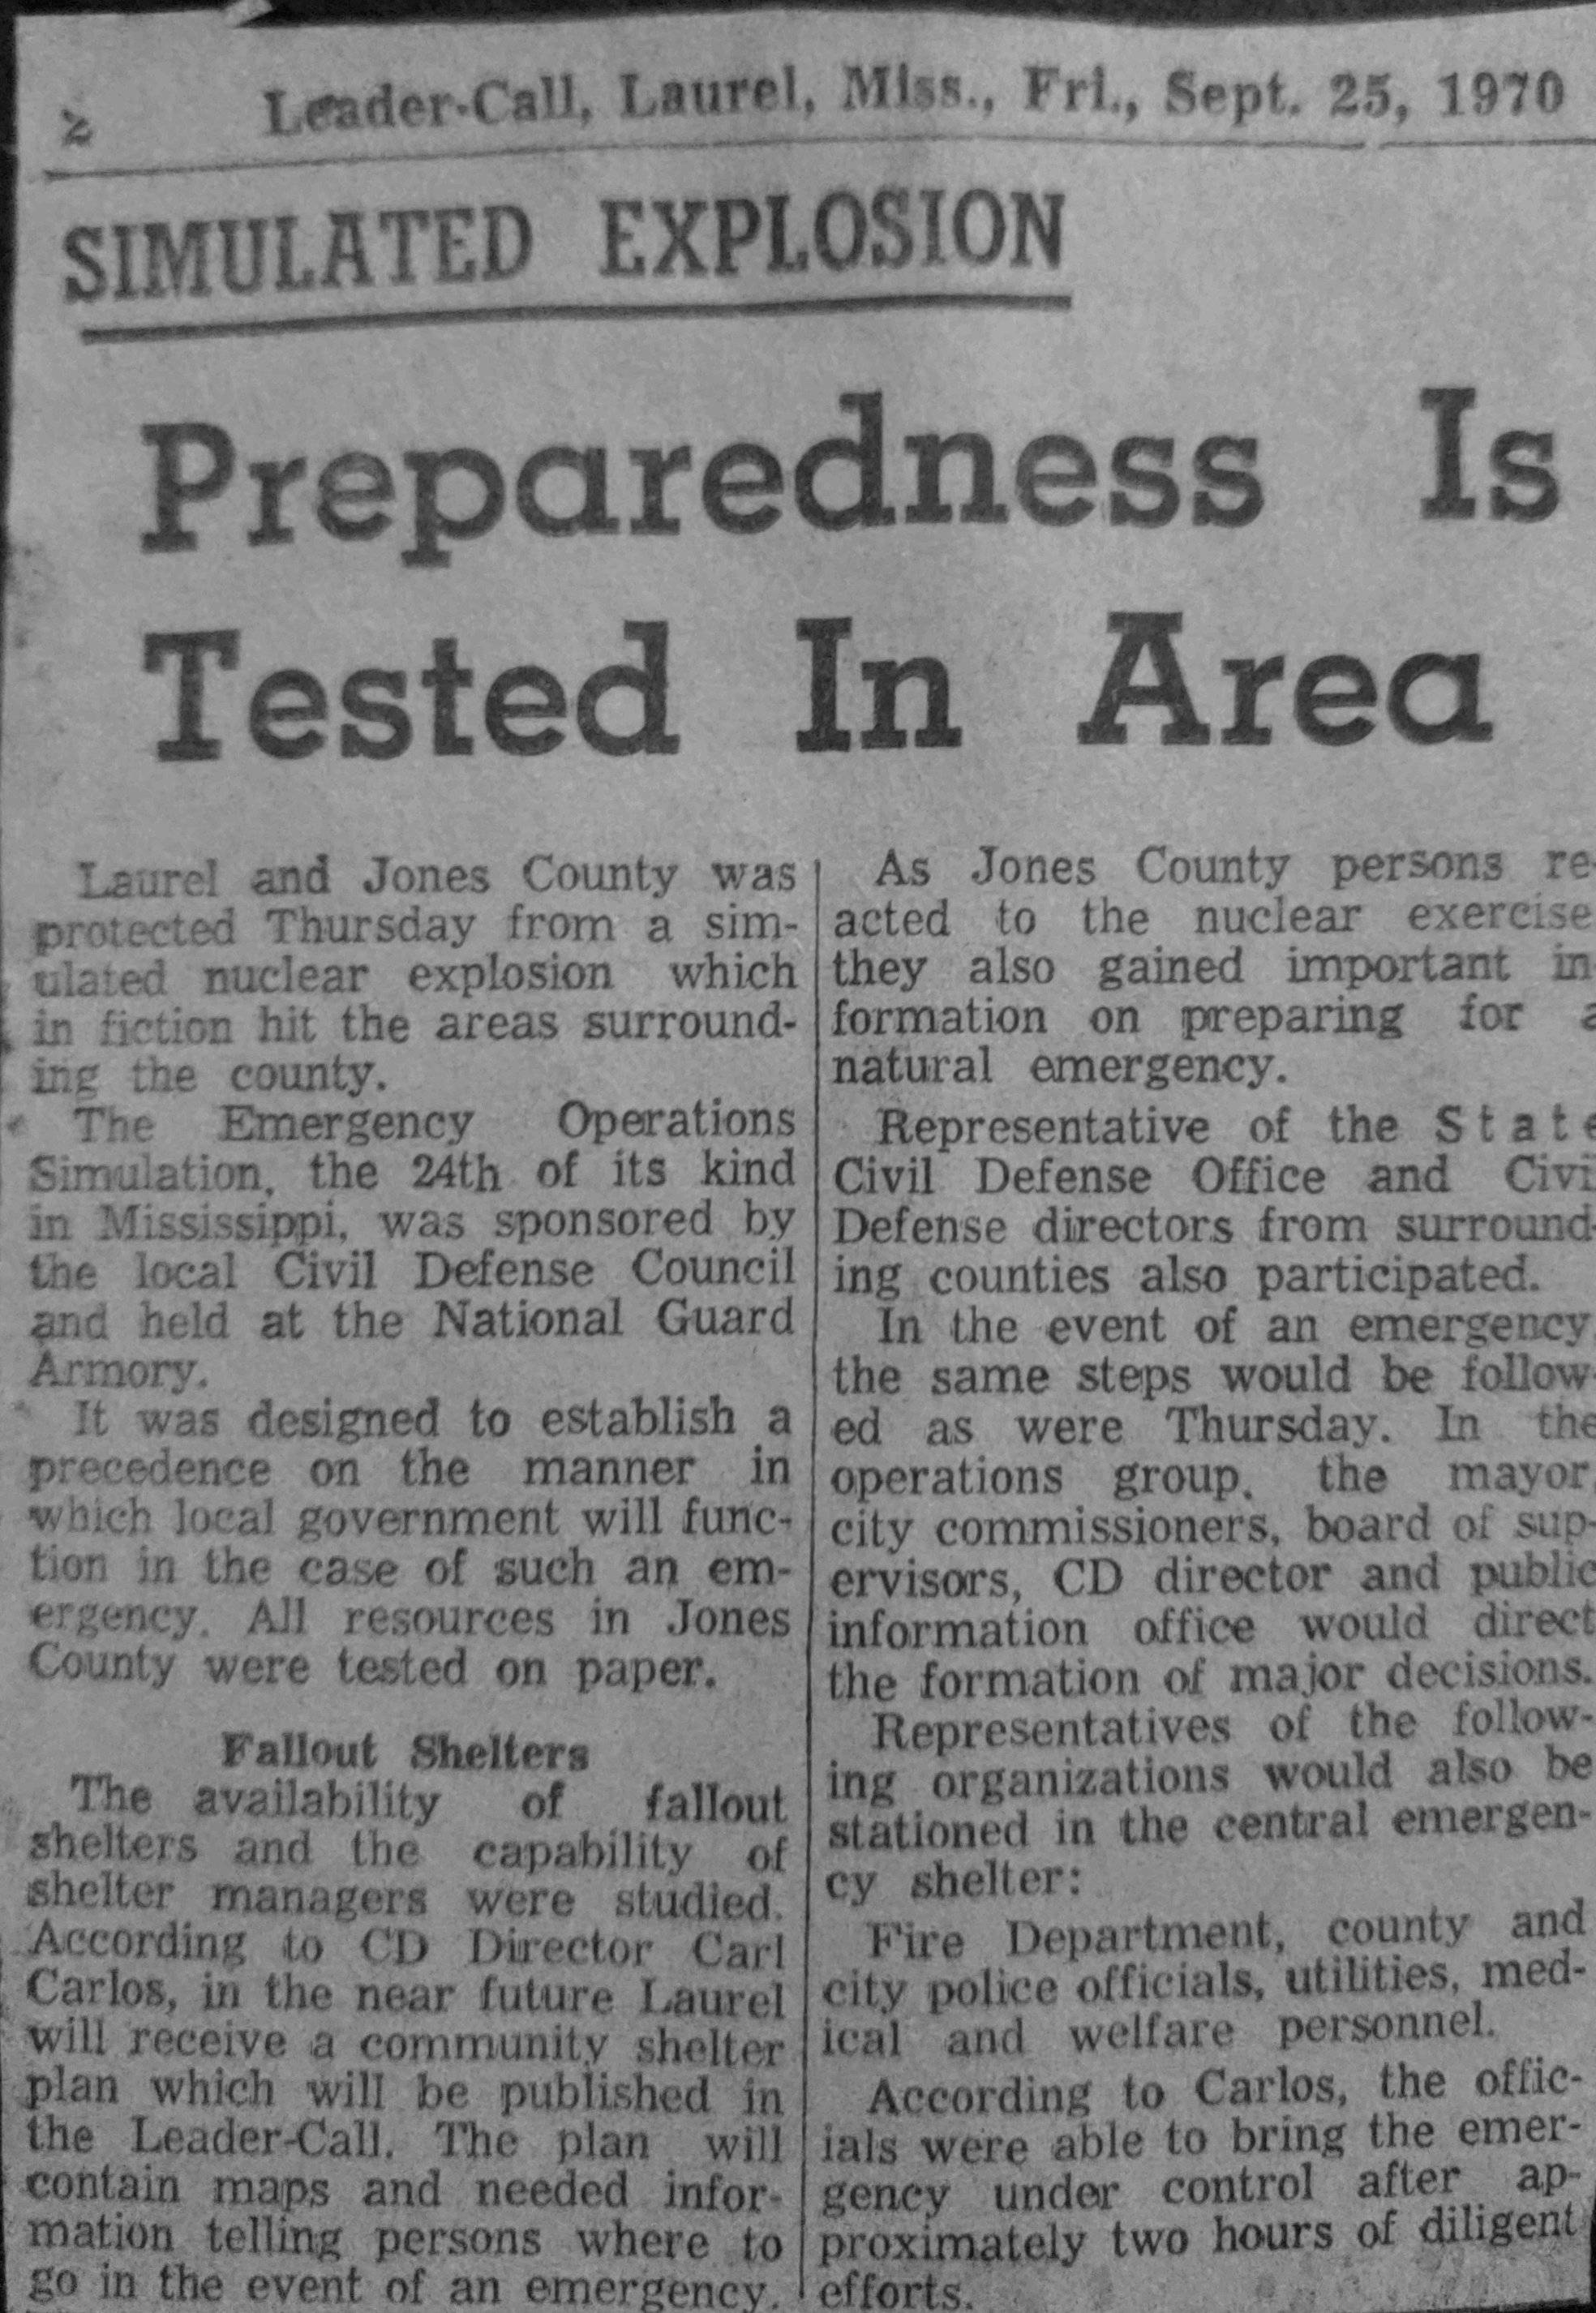 2
Leader-Call, Laurel, Miss., Fri., Sept. 25, 1970
SIMULATED EXPLOSION
Preparedness Is
Tested In Area
Laurel and Jones County was
protected Thursday from a sim-
ulated nuclear explosion which
in fiction hit the areas surround-
ing the county.
The Emergency Operations
Simulation, the 24th of its kind
in Mississippi, was sponsored by
the local Civil Defense Council
and held at the National Guard
Armory.
It was designed to establish a
precedence on the manner in
which local government will func-
tion in the case of such an em-
ergency. All resources in Jones
County were tested on paper.
Fallout Shelters
The availability of fallout
shelters and the capability of
shelter managers were studied.
According to CD Director Carl
Carlos, in the near future Laurel
will receive a community shelter
plan which will be published in
the Leader-Call. The plan will
contain maps and needed infor-
mation telling persons where to
go in the event of an emergency.
As Jones County persons re-
acted to the nuclear exercise
they also gained important in-
formation on preparing for a
natural emergency.
Representative of the State
Civil Defense Office and Civi
Defense directors from surround-
ing counties also participated.
In the event of an emergency
the same steps would be follow-
ed as were Thursday. In the
operations group, the mayor,
city commissioners, board of sup-
ervisors, CD director and public
information office would direct
the formation of major decisions.
Representatives of the follow-
ing organizations would also be
stationed in the central emergen-
cy shelter:
Fire Department, county and
city police officials, utilities, med-
ical and welfare personnel.
According to Carlos, the offic-
ials were able to bring the emer-
gency under control after ap-
proximately two hours of diligent
efforts.